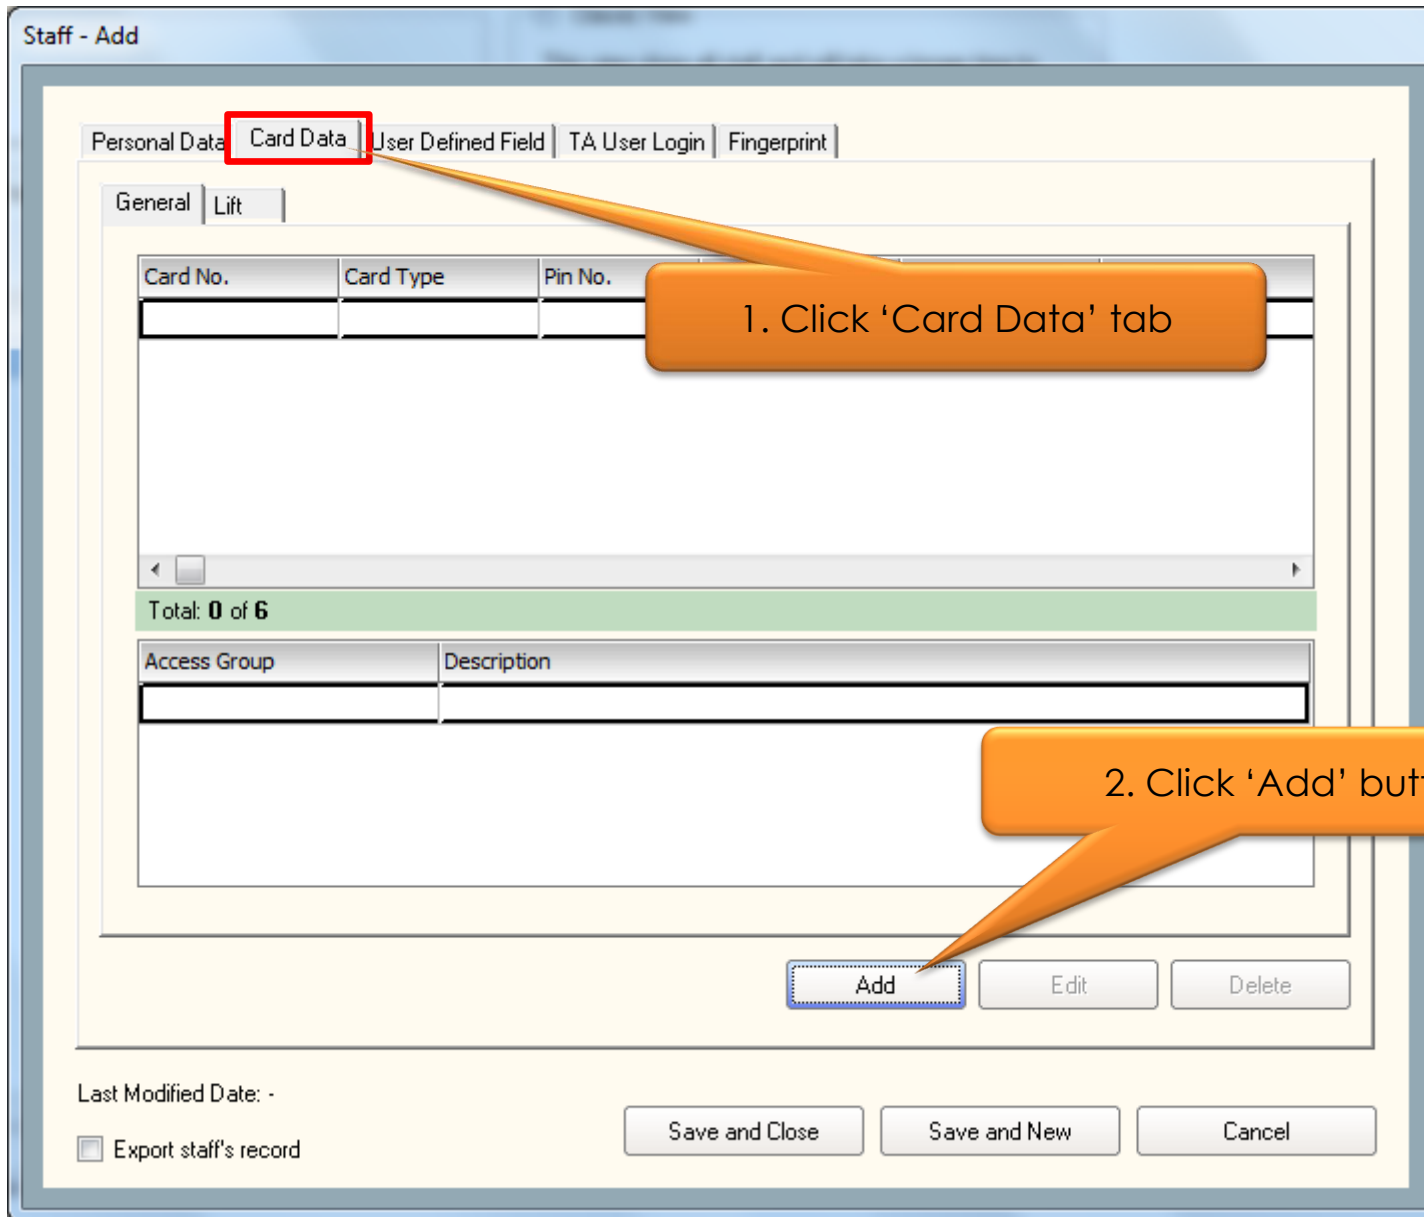 Staff - Add
Personal Data Card Data User Defined Field TA User Login Fingerprint
General Lift
Card No. Card Type Pin No.
1. Click ‘Card Data’ tab
Total: 0 of 6
Access Group Description
2. Click ‘Add’
Add Edit Delete
Last Modified Date: -
Export staff's record
Save and Close Save and New Cancel